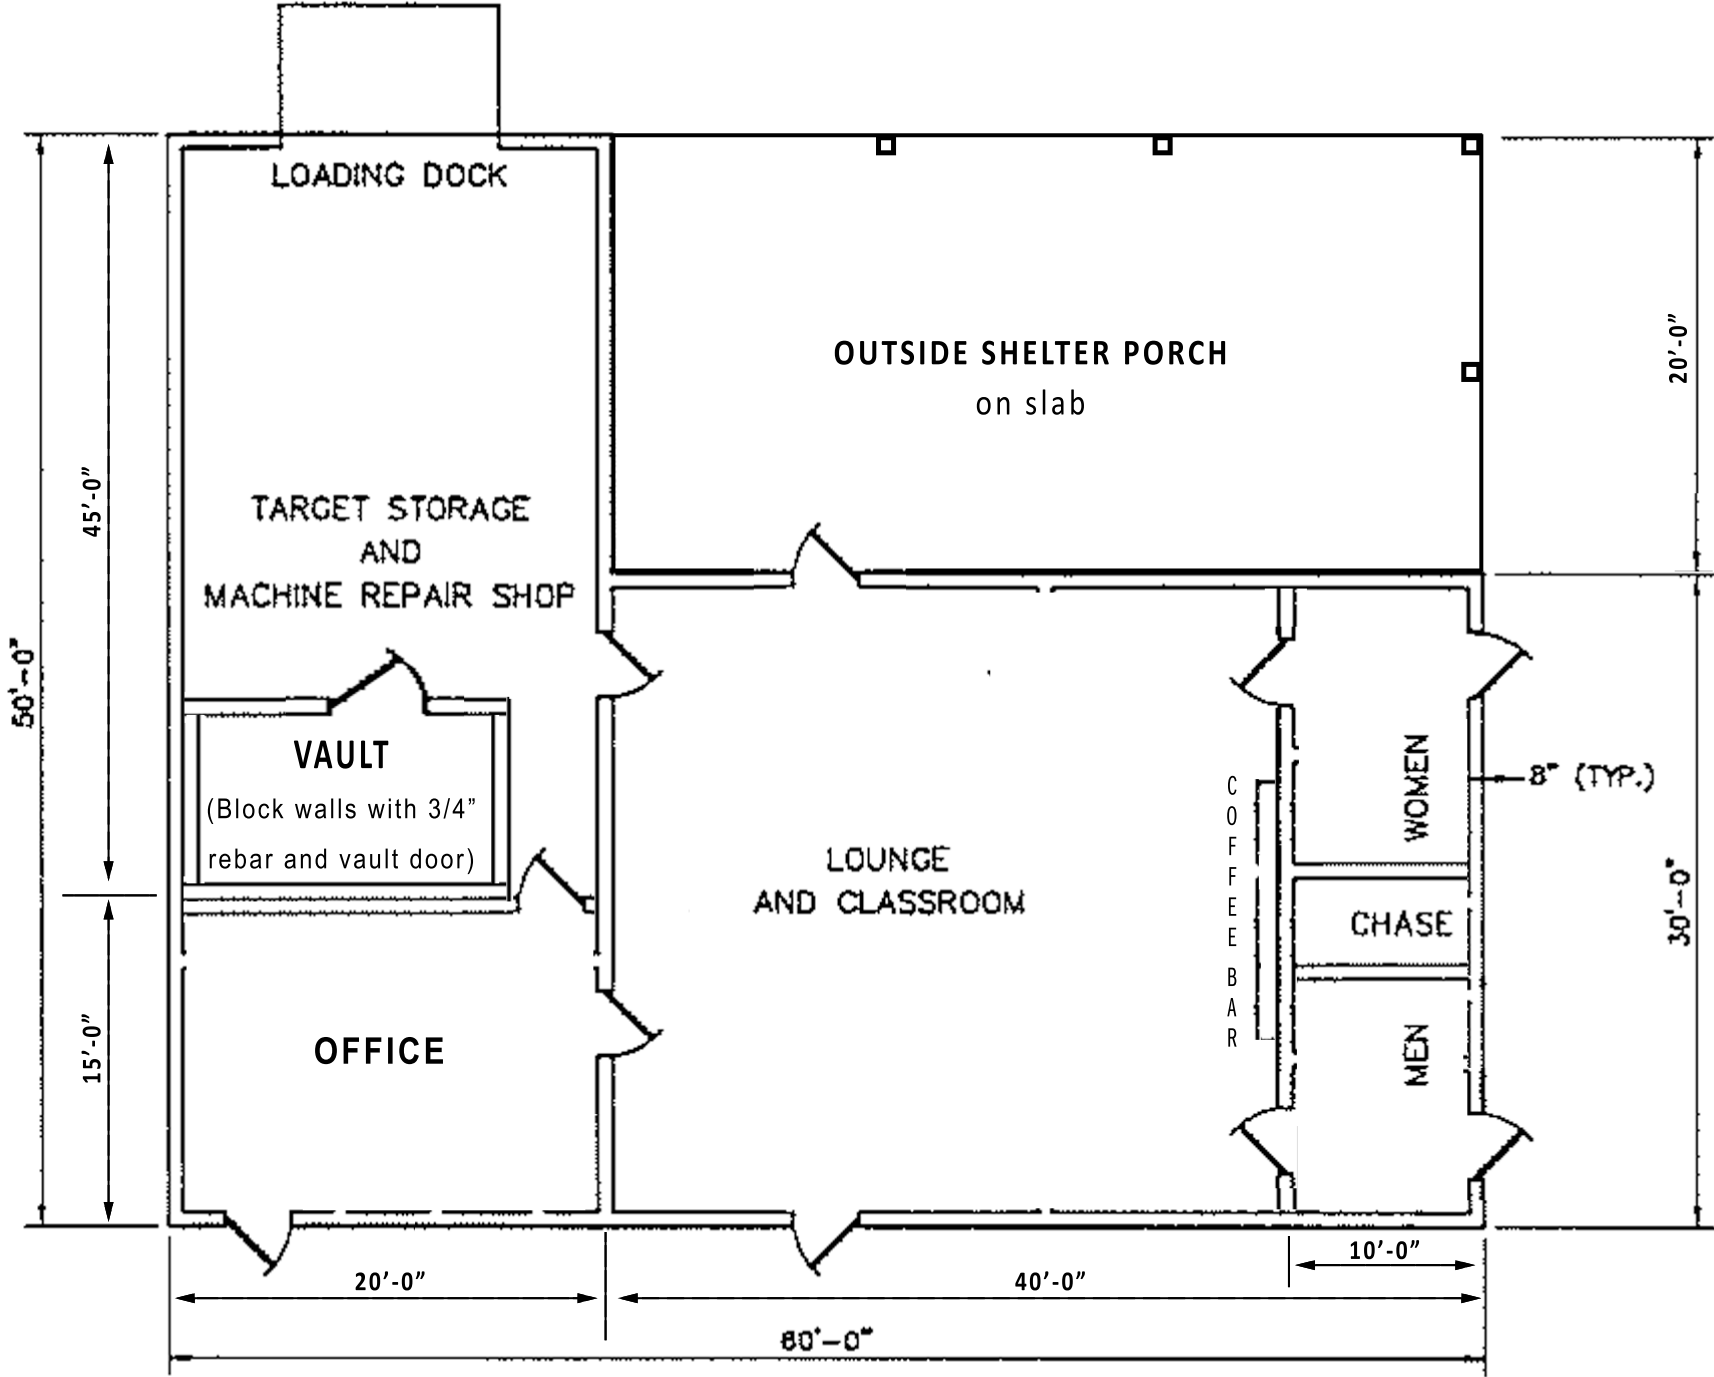 LOADING DOCK
OUTSIDE SHELTER PORCH
on slab
20’-0”
45’-0”
TARGET STORAGE
AND
MACHINE REPAIR SHOP
50'-0"
VAULT
(Block walls with 3/4”
rebar and vault door)
WOMEN
8" (TYP.)
COFFEE BAR
LOUNGE
AND CLASSROOM
CHASE
30'-0"
15’-0”
OFFICE
MEN
10’-0”
20’-0”
40’-0”
60'-0"